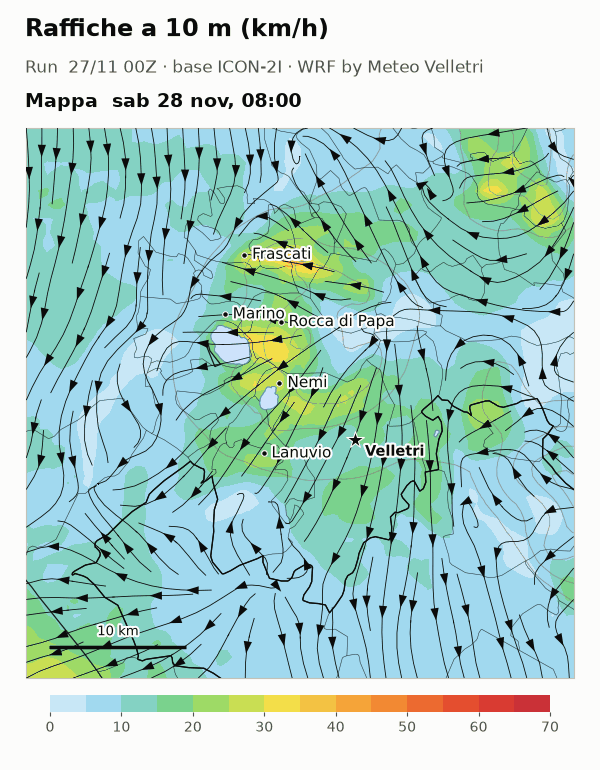 Raffiche a 10 m (km/h)
Run  27/11 00Z · base ICON-2I · WRF by Meteo Velletri
Mappa  sab 28 nov, 08:00
Frascati
Marino
Rocca di Papa
Nemi
Velletri
Lanuvio
10 km
0 10 20 30 40 50 60 70